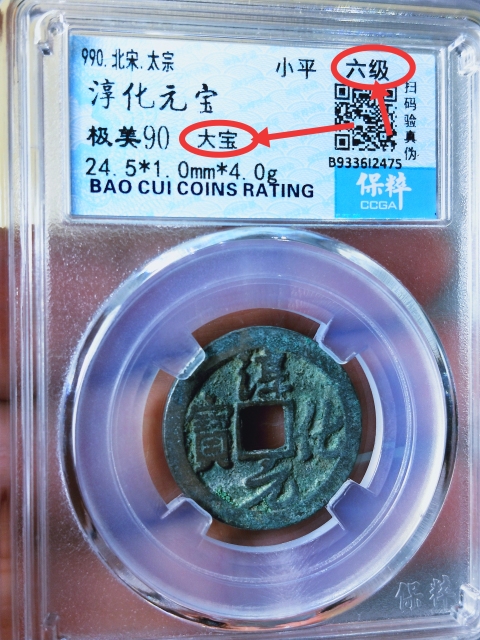 990.北宋.太宗 小平 六级
淳化元宝
极美90 大宝
扫码验真伪
B933612475
24.5*1.0mm*4.0g
BAO CUI COINS RATING
保粹
CCGA
淳化元寳
保粹